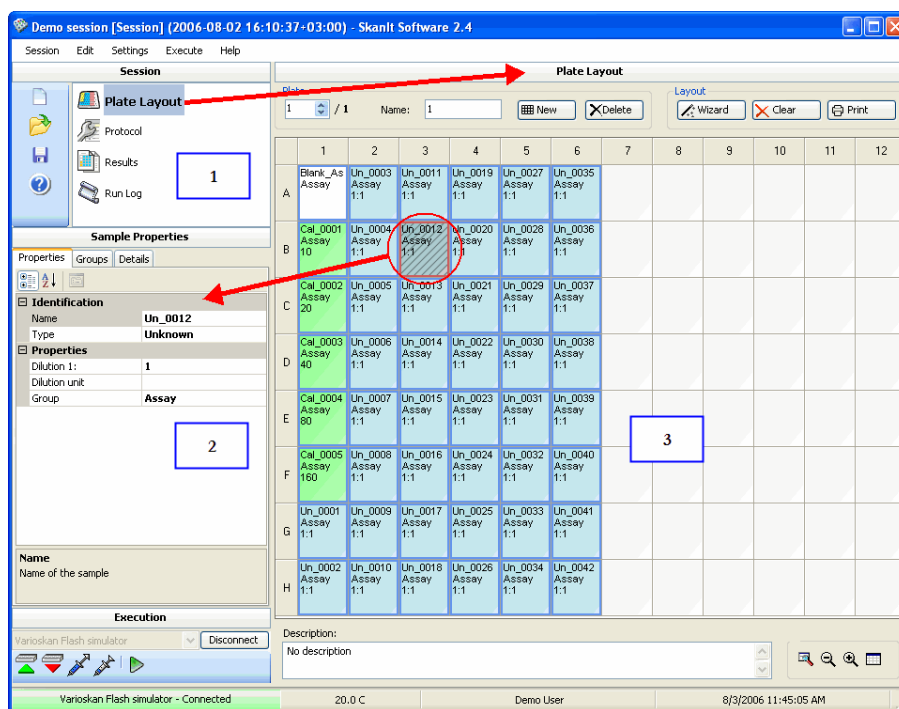 Demo session [Session] (2006-08-02 16:10:37+03:00) - SkanIt Software 2.4
Session Edit Settings Execute Help
Session
Plate Layout
Protocol
Results
Run Log
1
Sample Properties
Properties Groups Details
Identification
Name Un_0012
Type Unknown
Properties
Dilution 1: 1
Dilution unit
Group Assay
2
Name
Name of the sample
Execution
Varioskan Flash simulator Disconnect
Plate Layout
Plate
1 / 1 Name: 1 New Delete
Layout
Wizard Clear Print
1 2 3 4 5 6 7 8 9 10 11 12
A
Blank_As Un_0003 Un_0011 Un_0019 Un_0027 Un_0035
Assay Assay Assay Assay Assay Assay
1:1 1:1 1:1 1:1 1:1
B
Cal_0001 Un_0004 Un_0012 Un_0020 Un_0028 Un_0036
Assay Assay Assay Assay Assay Assay
10 1:1 1:1 1:1 1:1 1:1
C
Cal_0002 Un_0005 Un_0013 Un_0021 Un_0029 Un_0037
Assay Assay Assay Assay Assay Assay
20 1:1 1:1 1:1 1:1 1:1
D
Cal_0003 Un_0006 Un_0014 Un_0022 Un_0030 Un_0038
Assay Assay Assay Assay Assay Assay
40 1:1 1:1 1:1 1:1 1:1
E
Cal_0004 Un_0007 Un_0015 Un_0023 Un_0031 Un_0039
Assay Assay Assay Assay Assay Assay
80 1:1 1:1 1:1 1:1 1:1
3
F
Cal_0005 Un_0008 Un_0016 Un_0024 Un_0032 Un_0040
Assay Assay Assay Assay Assay Assay
160 1:1 1:1 1:1 1:1 1:1
G
Un_0001 Un_0009 Un_0017 Un_0025 Un_0033 Un_0041
Assay Assay Assay Assay Assay Assay
1:1 1:1 1:1 1:1 1:1 1:1
H
Un_0002 Un_0010 Un_0018 Un_0026 Un_0034 Un_0042
Assay Assay Assay Assay Assay Assay
1:1 1:1 1:1 1:1 1:1 1:1
Description:
No description
Varioskan Flash simulator - Connected 20.0 C Demo User 8/3/2006 11:45:05 AM